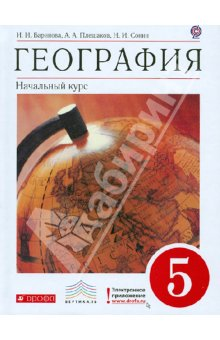 И. И. Баринова, А. А. Плешаков, Н. И. Сонин
ГЕОГРАФИЯ
Начальный курс
5
дрофа
ВЕРТИКАЛЬ
Электронное
приложение
www.drofa.ru